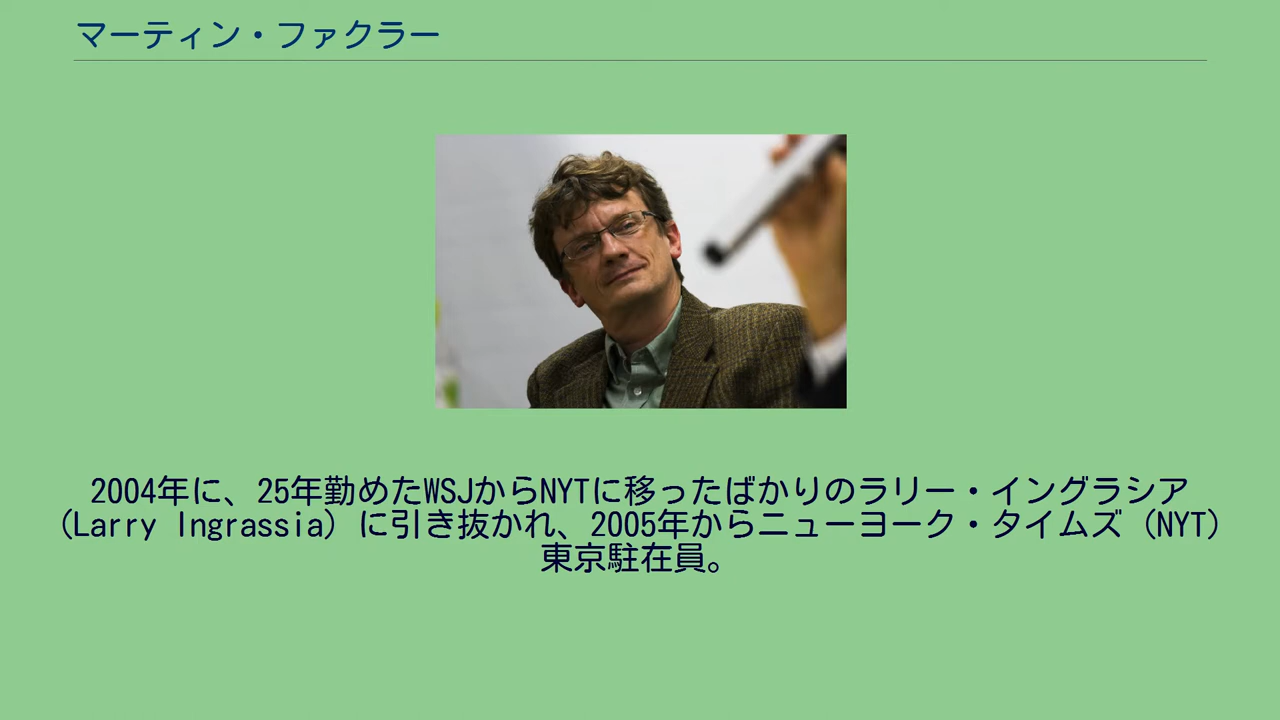 マーティン・ファクラー
2004年に、25年勤めたWSJからNYTに移ったばかりのラリー・イングラシア
(Larry Ingrassia) に引き抜かれ、2005年からニューヨーク・タイムズ (NYT)
東京駐在員。